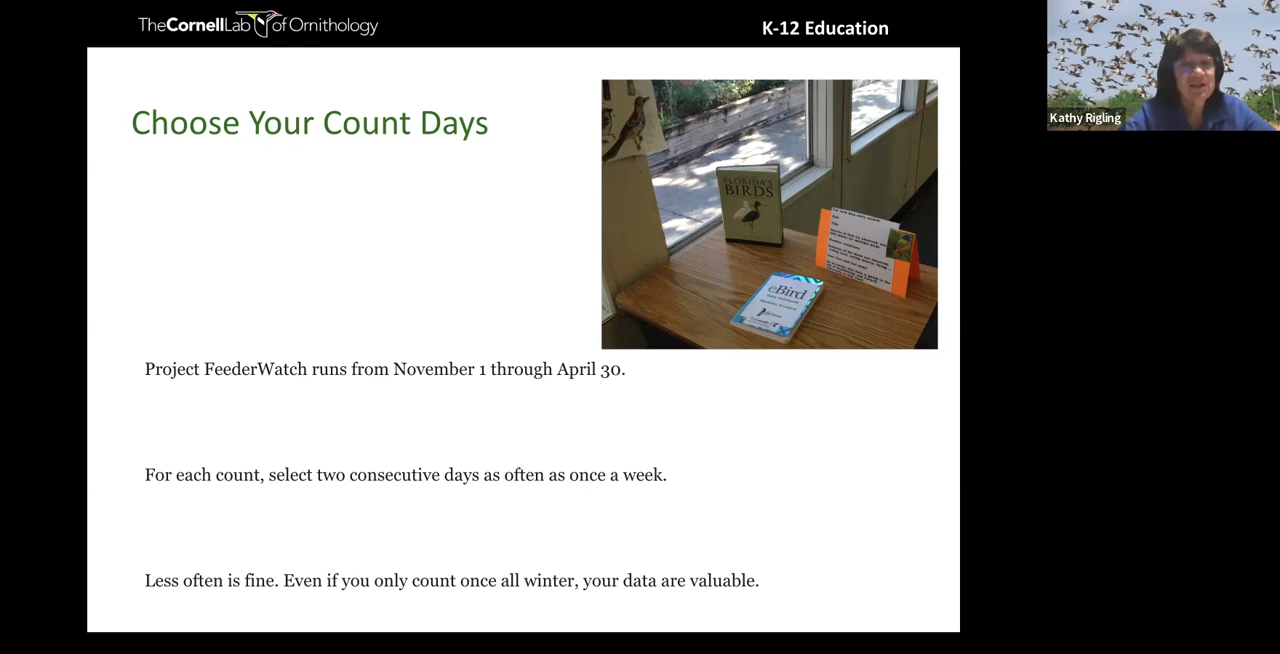 TheCornellLab of Ornithology
K-12 Education
Kathy Rigling
Choose Your Count Days
FLORIDA'S
BIRDS
eBird
Project FeederWatch runs from November 1 through April 30.
For each count, select two consecutive days as often as once a week.
Less often is fine. Even if you only count once all winter, your data are valuable.